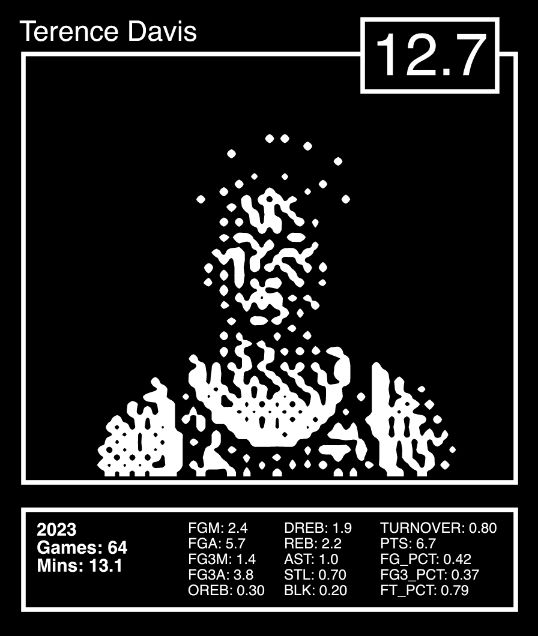 Terence Davis
12.7
2023
Games: 64
Mins: 13.1
FGM: 2.4
FGA: 5.7
FG3M: 1.4
FG3A: 3.8
OREB: 0.30
DREB: 1.9
REB: 2.2
AST: 1.0
STL: 0.70
BLK: 0.20
TURNOVER: 0.80
PTS: 6.7
FG_PCT: 0.42
FG3_PCT: 0.37
FT_PCT: 0.79